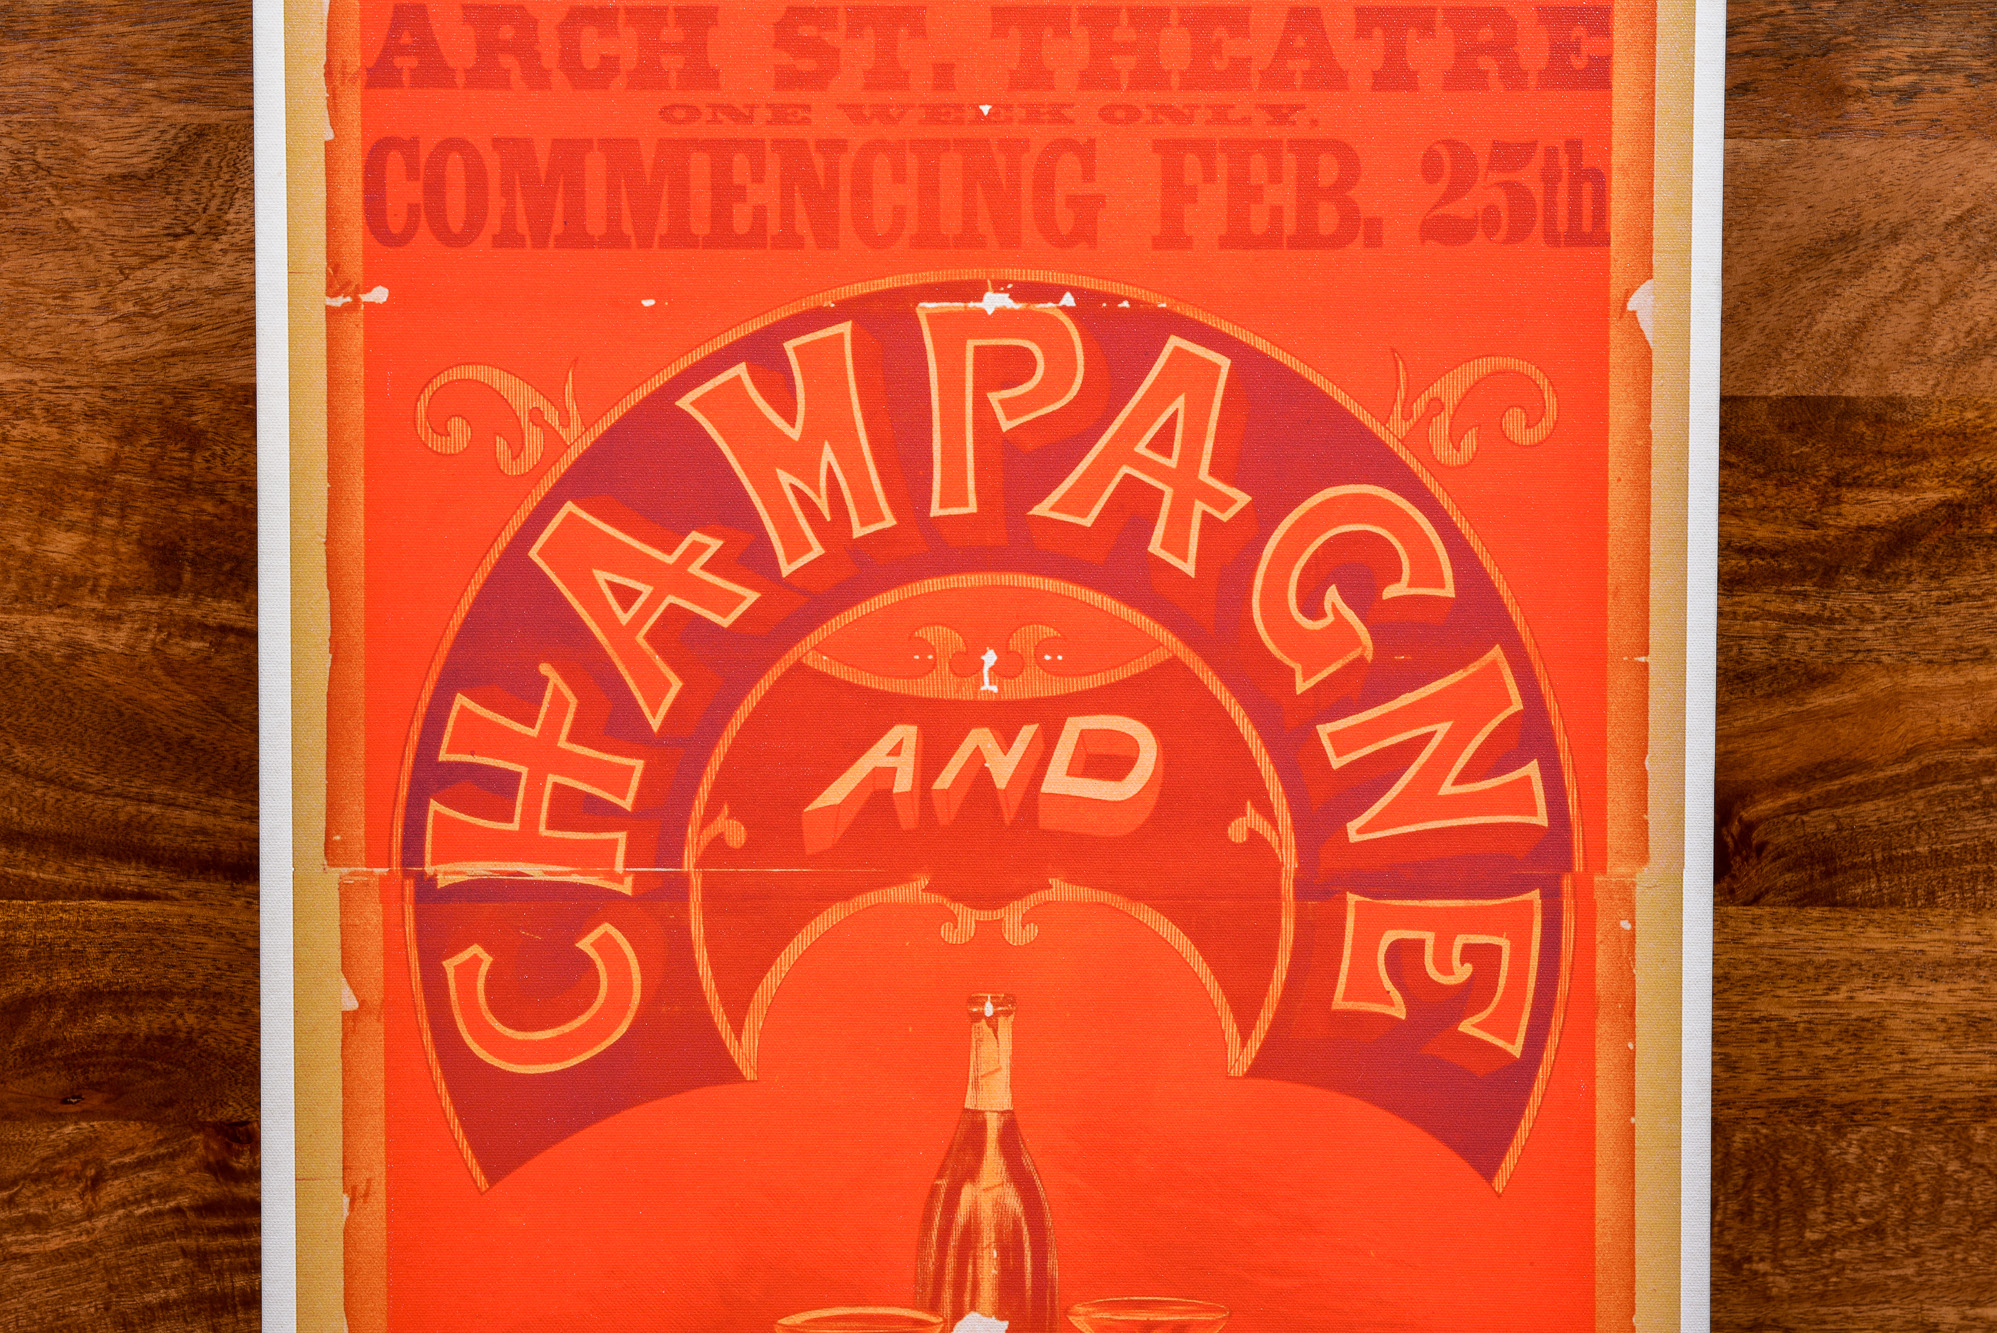 ARCH ST. THEATRE
ONE WEEK ONLY.
COMMENCING FEB. 25th
CHAMPAGNE
AND